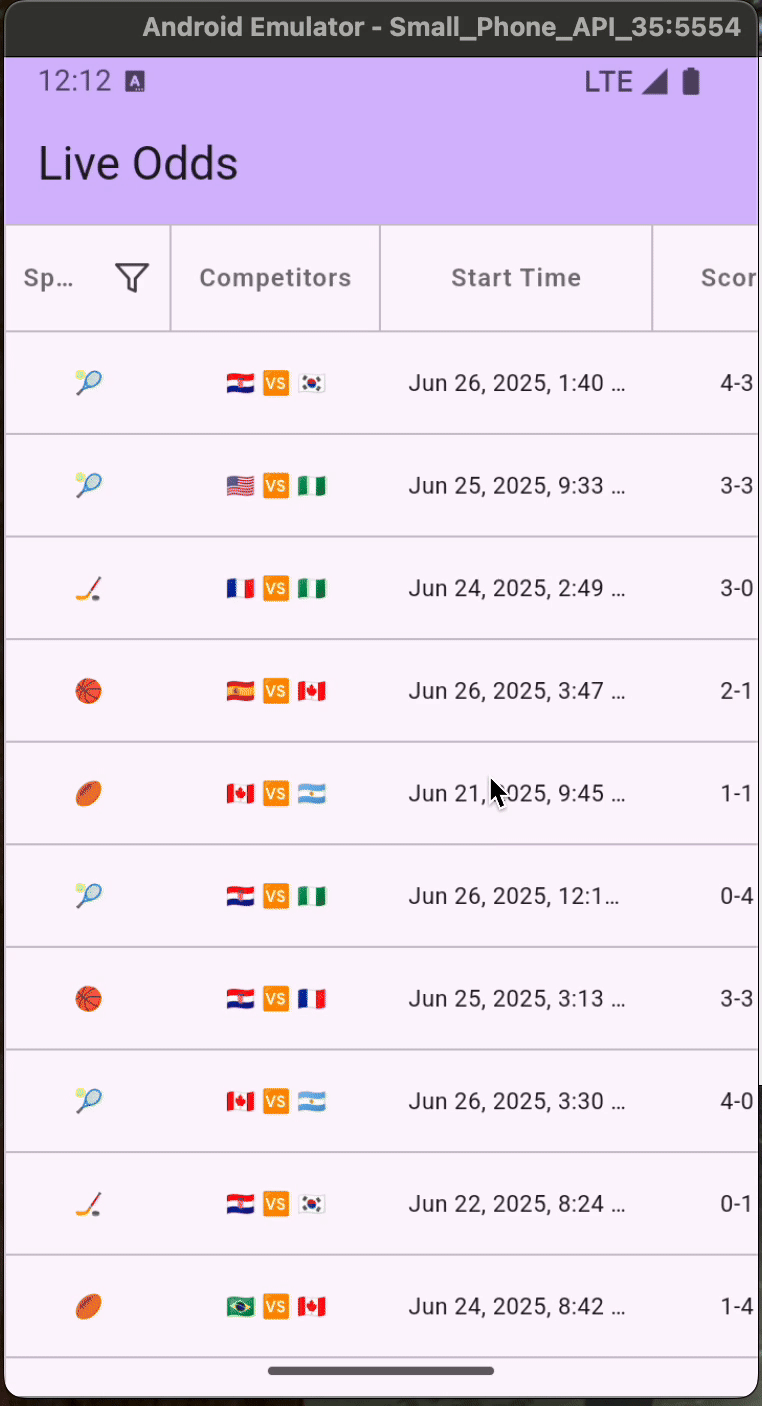 Android Emulator - Small_Phone_API_35:5554
12:12 A LTE
Live Odds
Sp… Competitors Start Time Scor
VS Jun 26, 2025, 1:40 … 4-3
VS Jun 25, 2025, 9:33 … 3-3
VS Jun 24, 2025, 2:49 … 3-0
VS Jun 26, 2025, 3:47 … 2-1
VS Jun 21, 2025, 9:45 … 1-1
VS Jun 26, 2025, 12:1… 0-4
VS Jun 25, 2025, 3:13 … 3-3
VS Jun 26, 2025, 3:30 … 4-0
VS Jun 22, 2025, 8:24 … 0-1
VS Jun 24, 2025, 8:42 … 1-4